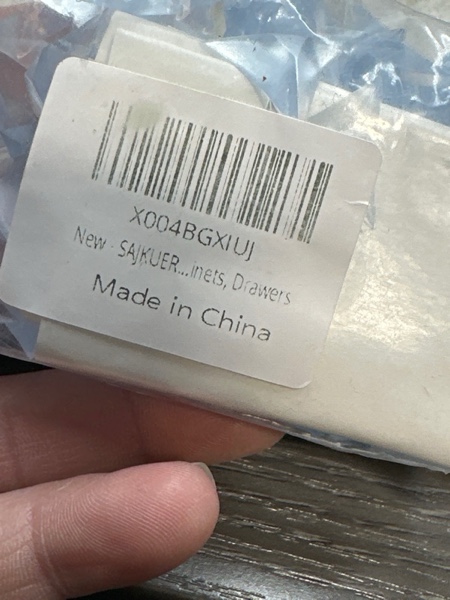 X004BGXIUJ
New - SAJKUER...inets, Drawers
Made in China